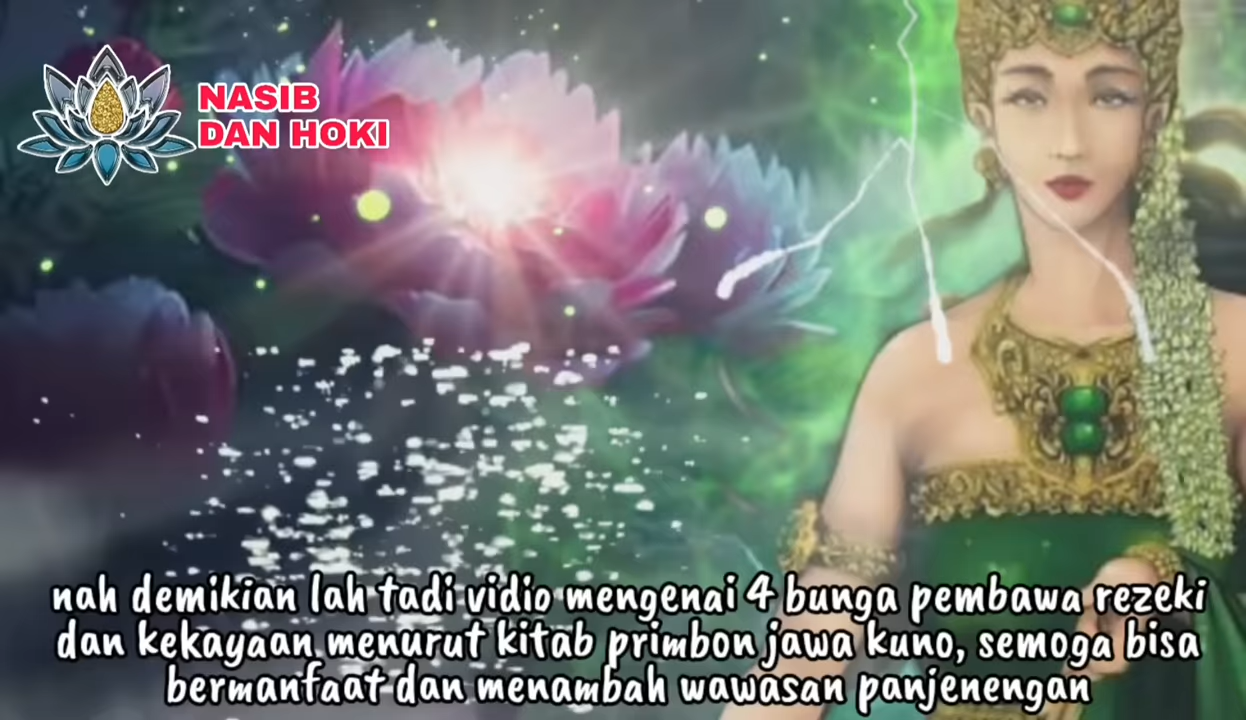 NASIB
DAN HOKI
nah demikian lah tadi vidio mengenai 4 bunga pembawa rezeki
dan kekayaan menurut kitab primbon jawa kuno, semoga bisa
bermanfaat dan menambah wawasan panjenengan